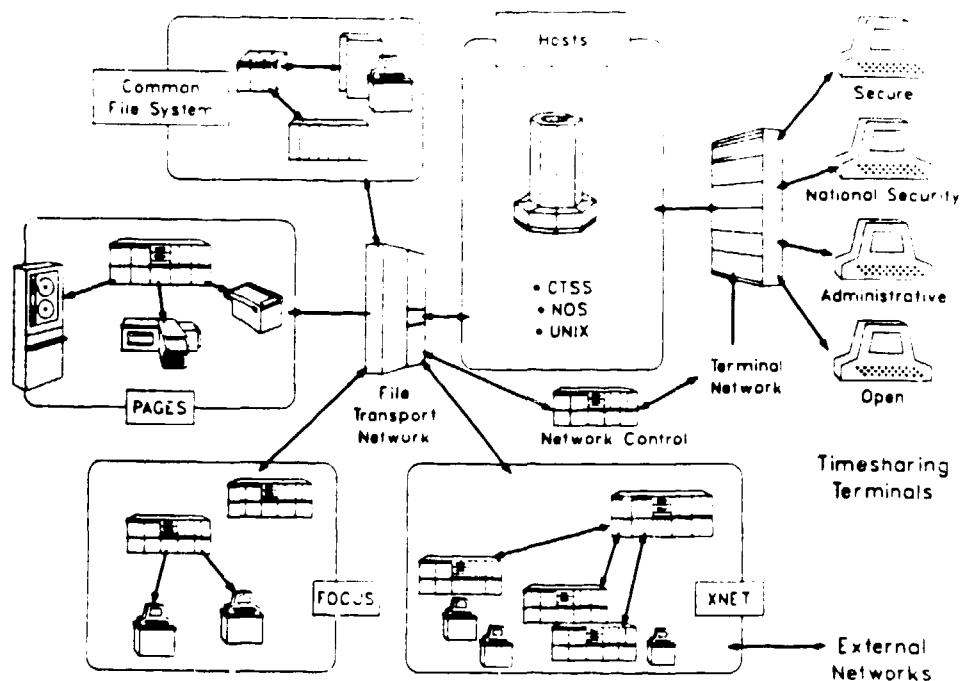 Hosts
Common
File System
Secure
National Security
• CTSS
• NOS
• UNIX
Administrative
PAGES
File
Transport
Network
Terminal
Network
Open
Network Control
Timesharing
Terminals
FOCUS
XNET
External
Networks